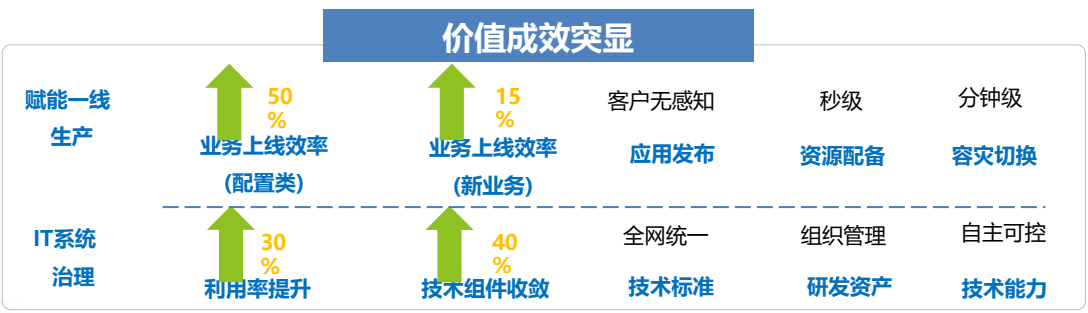 价值成效突显
赋能一线
生产
50
%
业务上线效率
(配置类)
15
%
业务上线效率
(新业务)
客户无感知
应用发布
秒级
资源配备
分钟级
容灾切换
IT系统
治理
30
%
利用率提升
40
%
技术组件收敛
全网统一
技术标准
组织管理
研发资产
自主可控
技术能力